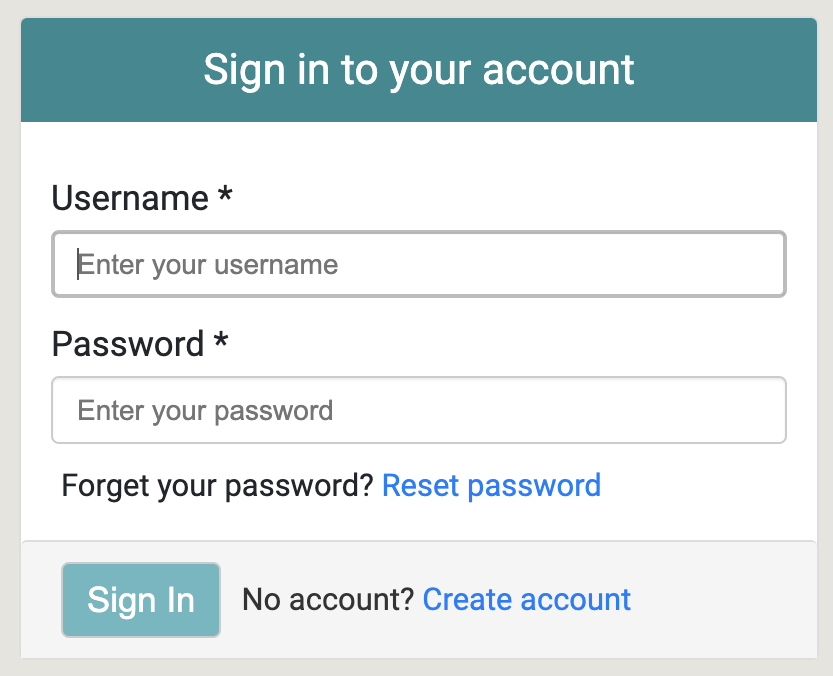 Sign in to your account
Username *
Enter your username
Password *
Enter your password
Forget your password? Reset password
Sign In No account? Create account